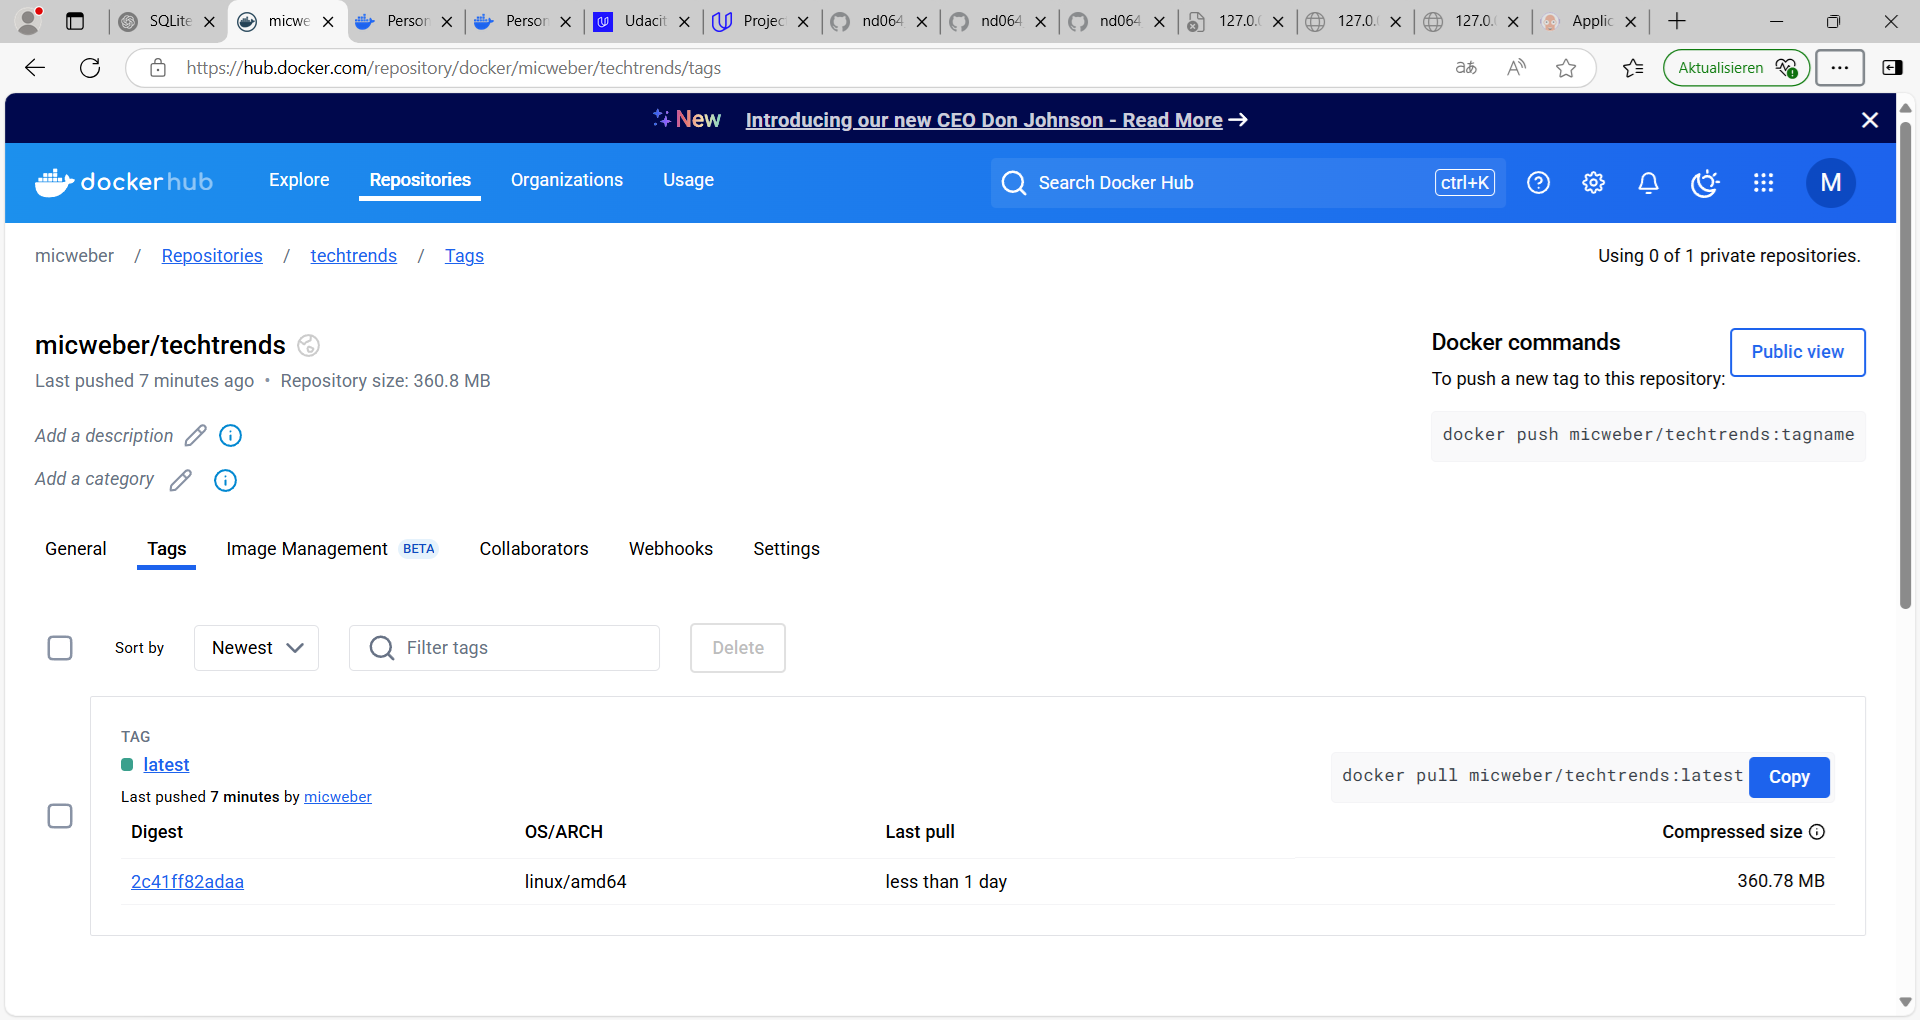 SQLite
micwe
Person
Person
Udacit
Projec
nd064
nd064
nd064
127.0.
127.0.
127.0.
Applic
https://hub.docker.com/repository/docker/micweber/techtrends/tags
aあ
A
Aktualisieren
New Introducing our new CEO Don Johnson - Read More →
docker hub
Explore
Repositories
Organizations
Usage
Search Docker Hub
ctrl+K
M
micweber / Repositories / techtrends / Tags
Using 0 of 1 private repositories.
micweber/techtrends
Last pushed 7 minutes ago • Repository size: 360.8 MB
Add a description
Add a category
Docker commands
Public view
To push a new tag to this repository:
docker push micweber/techtrends:tagname
General
Tags
Image Management BETA
Collaborators
Webhooks
Settings
Sort by
Newest
Filter tags
Delete
TAG
latest
Last pushed 7 minutes by micweber
docker pull micweber/techtrends:latest
Copy
Digest
OS/ARCH
Last pull
Compressed size
2c41ff82adaa
linux/amd64
less than 1 day
360.78 MB